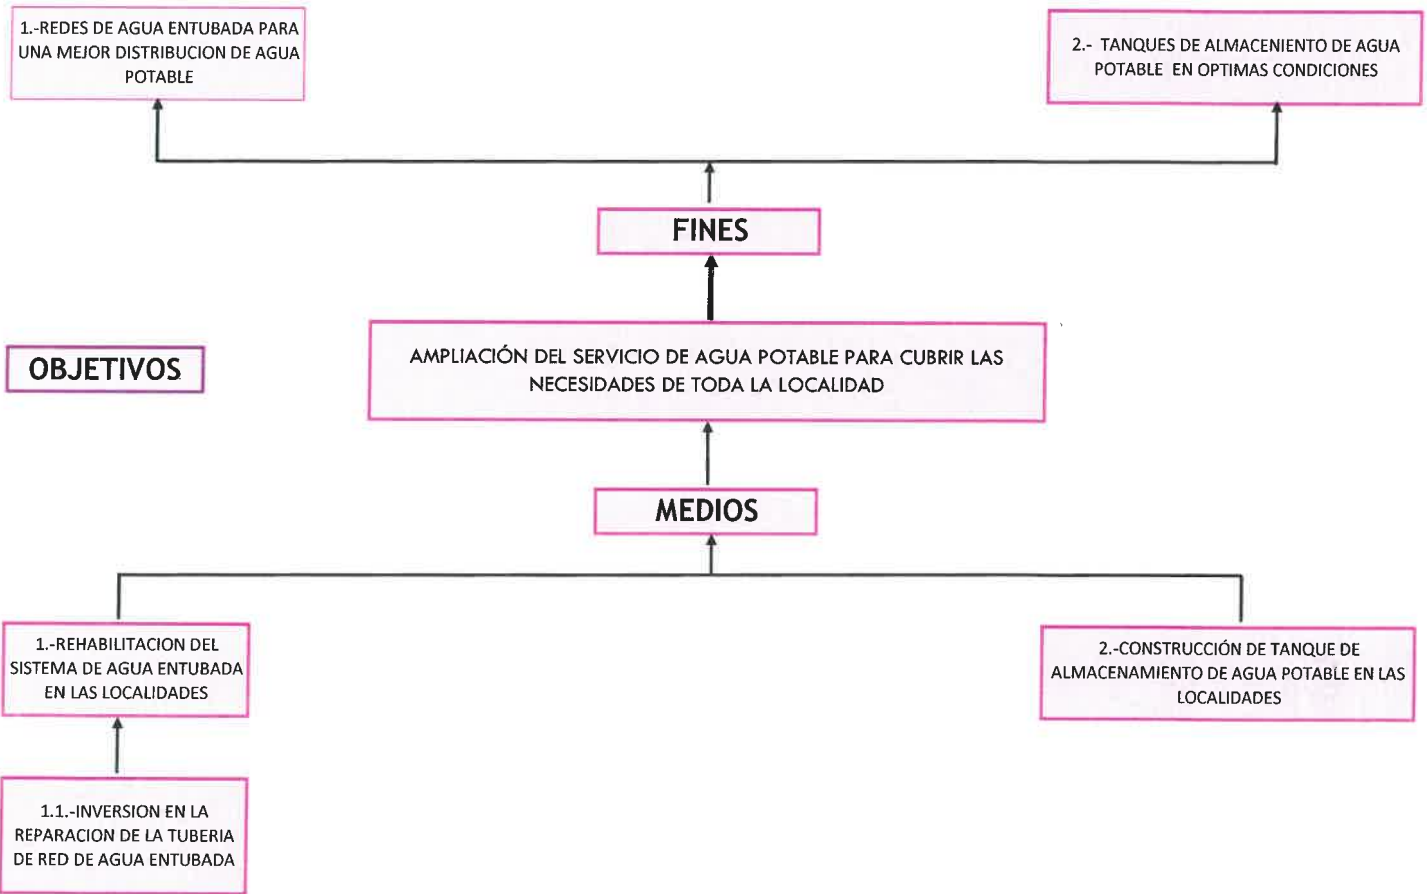 1.-REDES DE AGUA ENTUBADA PARA
UNA MEJOR DISTRIBUCION DE AGUA
POTABLE
2.- TANQUES DE ALMACENIENTO DE AGUA
POTABLE EN OPTIMAS CONDICIONES
FINES
OBJETIVOS
AMPLIACIÓN DEL SERVICIO DE AGUA POTABLE PARA CUBRIR LAS
NECESIDADES DE TODA LA LOCALIDAD
MEDIOS
1.-REHABILITACION DEL
SISTEMA DE AGUA ENTUBADA
EN LAS LOCALIDADES
2.-CONSTRUCCIÓN DE TANQUE DE
ALMACENAMIENTO DE AGUA POTABLE EN LAS
LOCALIDADES
1.1.-INVERSION EN LA
REPARACION DE LA TUBERIA
DE RED DE AGUA ENTUBADA